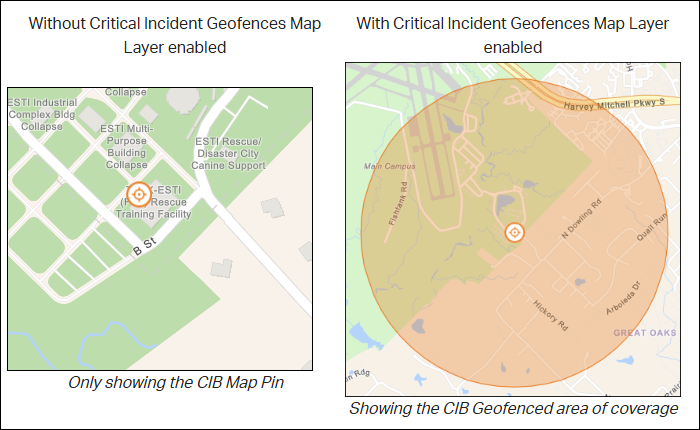 Without Critical Incident Geofences Map
Layer enabled
Collapse
ESTI Industrial
Complex Bldg
Collapse
ESTI Multi-
Purpose
Building
Collapse
ESTI Rescue/
Disaster City
Canine Support
-ESTI
Rescue
Training Facility
B St
Only showing the CIB Map Pin
With Critical Incident Geofences Map Layer
enabled
Harvey Mitchell Pkwy S
Main Campus
Fishtans Rd
N Dowling Rd
Quail Run
Arboleda Dr
Hickory Rd
GREAT OAKS
on Rdg
Showing the CIB Geofenced area of coverage